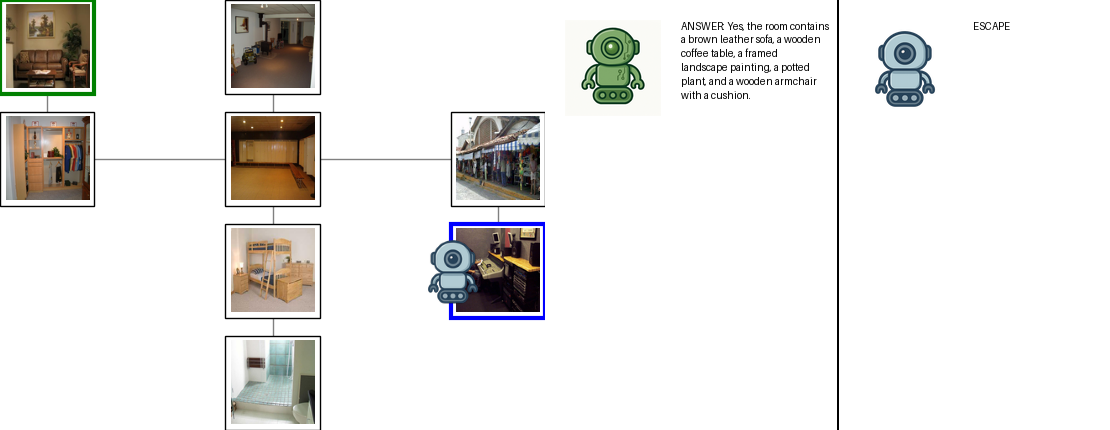 ANSWER: Yes, the room contains
a brown leather sofa, a wooden
coffee table, a framed
landscape painting, a potted
plant, and a wooden armchair
with a cushion.
ESCAPE